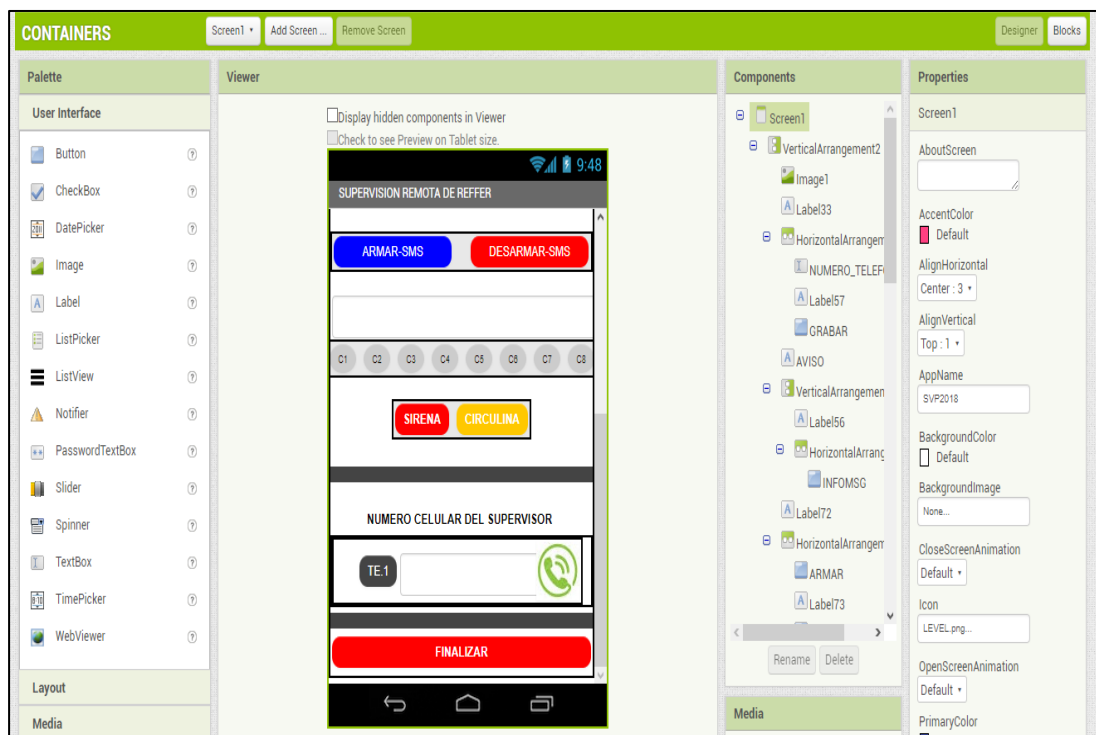 CONTAINERS
Screen1
Add Screen ...
Remove Screen
Designer
Blocks
Palette
User Interface
Button
CheckBox
DatePicker
Image
Label
ListPicker
ListView
Notifier
PasswordTextBox
Slider
Spinner
TextBox
TimePicker
WebViewer
Layout
Media
Viewer
Display hidden components in Viewer
Check to see Preview on Tablet size.
9:48
SUPERVISION REMOTA DE REFFER
ARMAR-SMS
DESARMAR-SMS
C1 C2 C3 C4 C5 C6 C7 C8
SIRENA
CIRCULINA
NUMERO CELULAR DEL SUPERVISOR
TE.1
FINALIZAR
Components
Screen1
VerticalArrangement2
Image1
Label33
HorizontalArrangem
NUMERO_TELEF
Label57
GRABAR
AVISO
VerticalArrangemen
Label56
HorizontalArrang
INFOMSG
Label72
HorizontalArrangem
ARMAR
Label73
Rename
Delete
Media
Properties
Screen1
AboutScreen
AccentColor
Default
AlignHorizontal
Center : 3
AlignVertical
Top : 1
AppName
SVP2018
BackgroundColor
Default
BackgroundImage
None...
CloseScreenAnimation
Default
Icon
LEVEL.png...
OpenScreenAnimation
Default
PrimaryColor